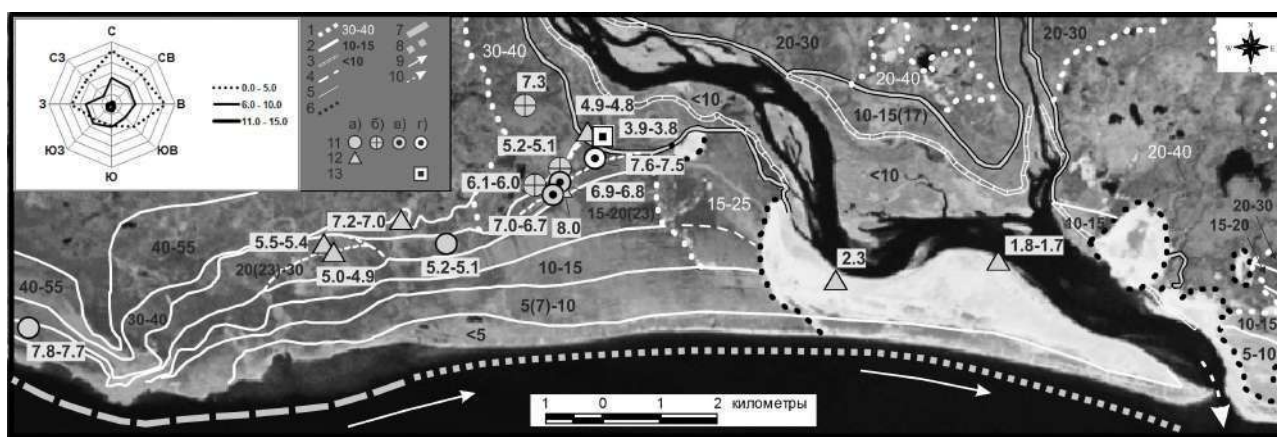 С
СЗ
СВ
З
В
ЮЗ
ЮВ
Ю
0.0 - 5.0
6.0 - 10.0
11.0 - 15.0
1 30-40 7
2 10-15 8
3 <10 9
4 10
5
6
а) б) в) г)
11
12
13
30-40
7.3
4.9-4.8
3.9-3.8
5.2-5.1
7.6-7.5
6.1-6.0
6.9-6.8
7.0-6.7
8.0
15-20(23)
15-25
<10
20-30
20-40
10-15(17)
<10
20-30
20-40
10-15
20-30
15-20
10-15
5-10
40-55
7.2-7.0
5.5-5.4
20(23)-30
5.0-4.9
5.2-5.1
10-15
5(7)-10
<5
40-55
30-40
7.8-7.7
2.3
1.8-1.7
N
W
E
S
1 0 1 2 километры